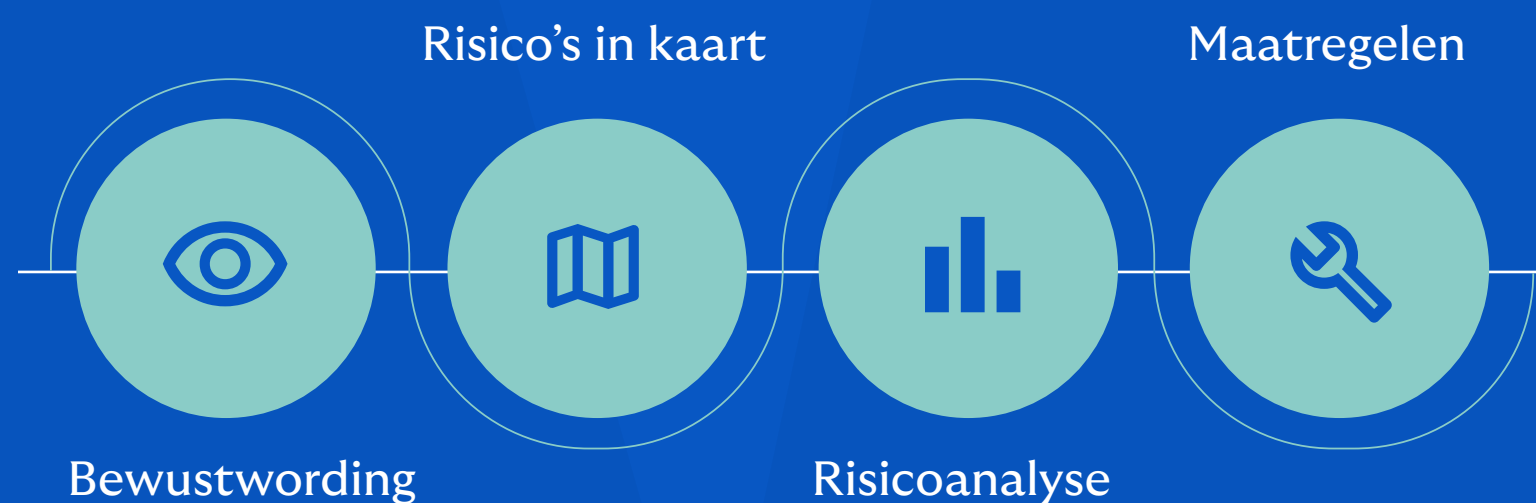 Risico’s in kaart
Maatregelen
Bewustwording
Risicoanalyse